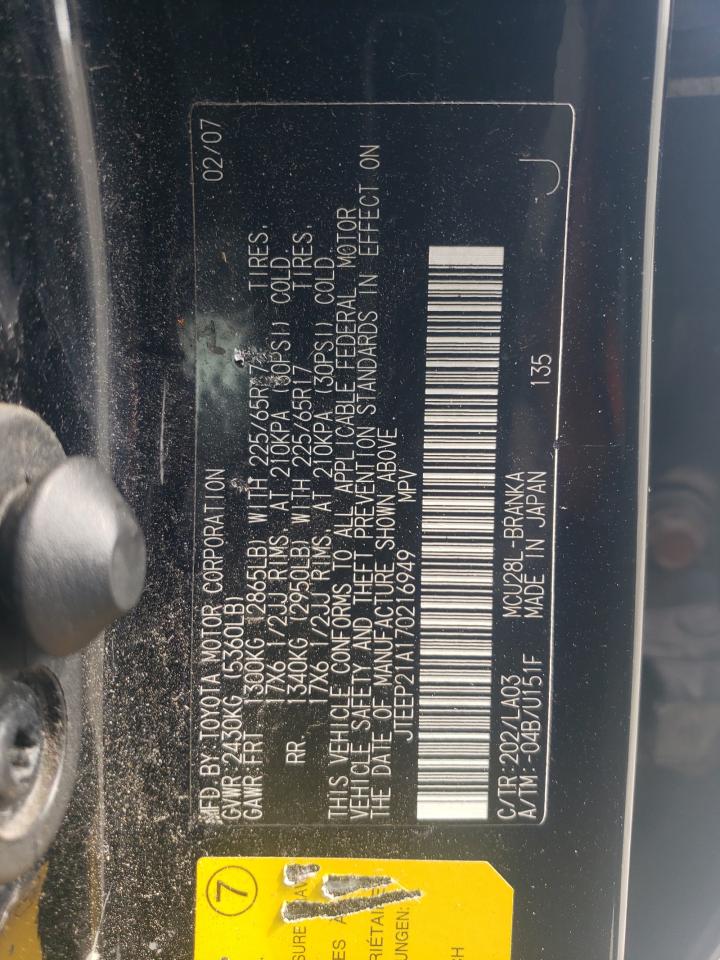 MFD.BY TOYOTA MOTOR CORPORATION 02/07
GVWR 2430KG (5360LB)
GAWR FRT 1300KG (2865LB) WITH 225/65R17 TIRES,
17X6 1/2JJ RIMS, AT 210KPA (30PSI) COLD
RR. 1340KG (2950LB) WITH 225/65R17 TIRES,
17X6 1/2JJ RIMS, AT 210KPA (30PSI) COLD
THIS VEHICLE CONFORMS TO ALL APPLICABLE FEDERAL MOTOR
VEHICLE SAFETY AND THEFT PREVENTION STANDARDS IN EFFECT ON
THE DATE OF MANUFACTURE SHOWN ABOVE
JTEEP21A170216949 MPV
C/TR:202/LA03 MCU28L-BRANKA 135
A/TM:-04B/U151F MADE IN JAPAN
J
7